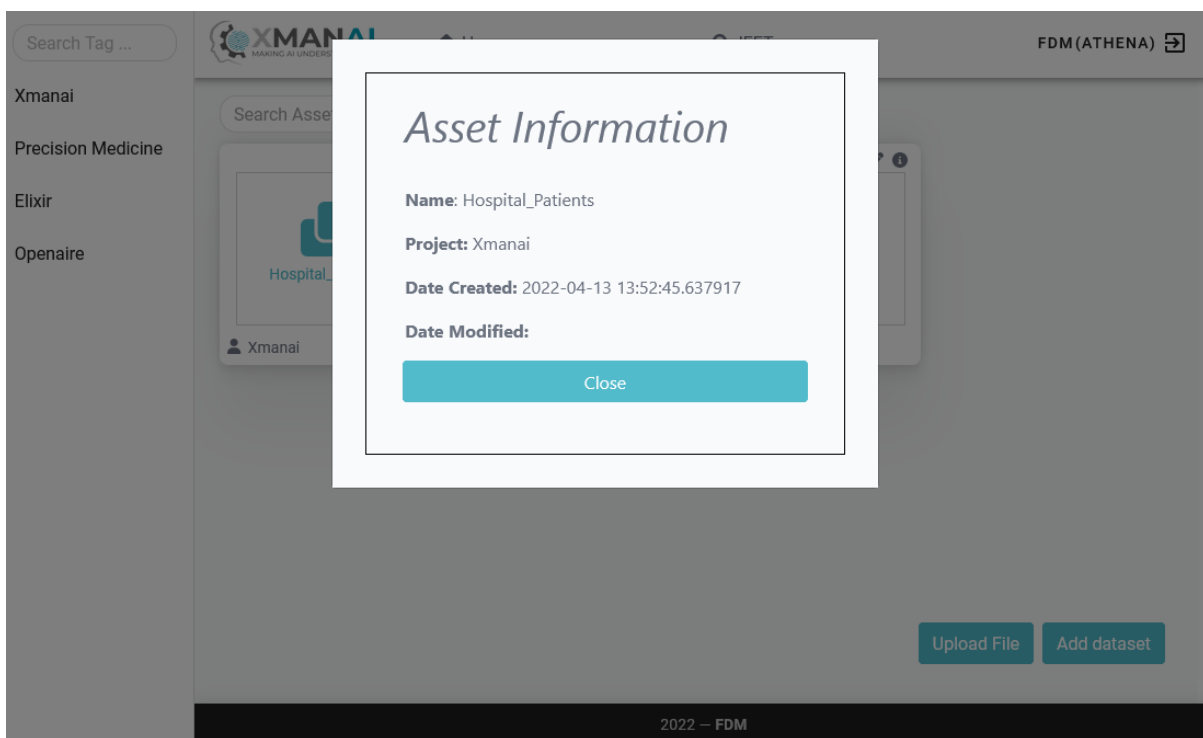 Search Tag ...
Xmanai
Precision Medicine
Elixir
Openaire
XMANAI
MAKING AI UNDERS
FDM(ATHENA)
Search Asse
Hospital_
Xmanai
Asset Information
Name: Hospital_Patients
Project: Xmanai
Date Created: 2022-04-13 13:52:45.637917
Date Modified:
Close
Upload File
Add dataset
2022 — FDM